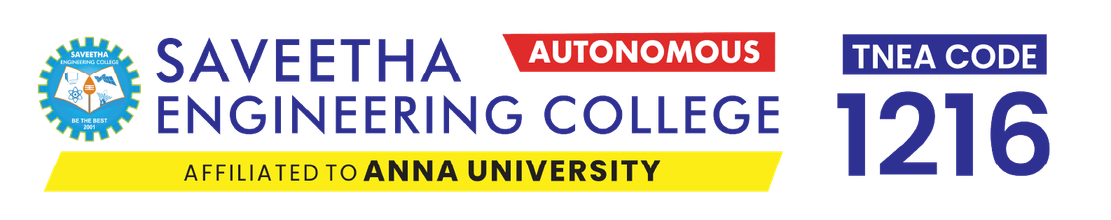 SAVEETHA
ENGINEERING COLLEGE
BE THE BEST
2001
SAVEETHA
AUTONOMOUS
ENGINEERING COLLEGE
AFFILIATED TO ANNA UNIVERSITY
TNEA CODE
1216